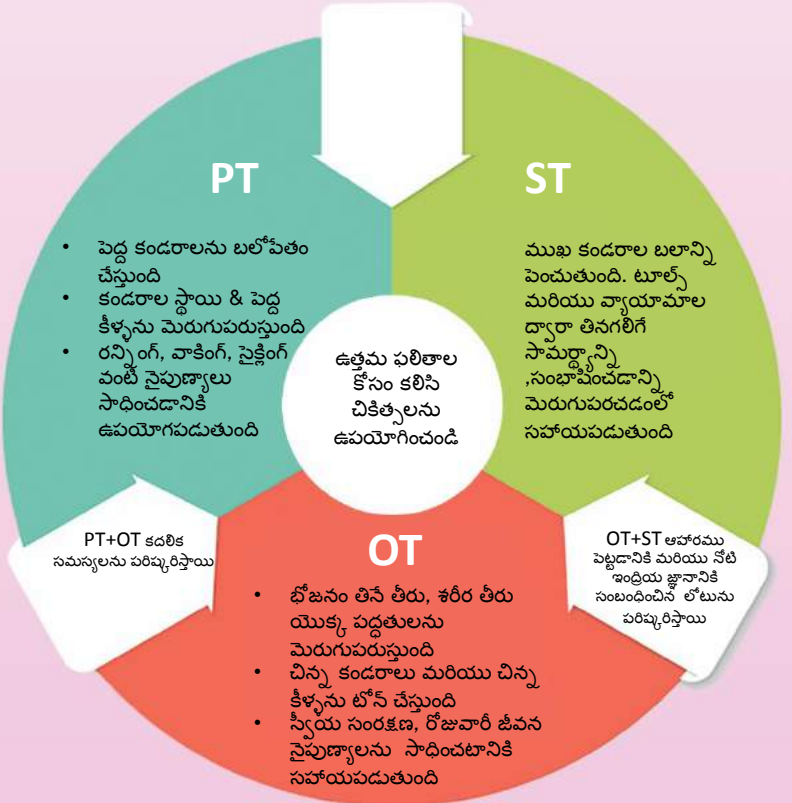 PT
• పెద్ద కండరాలను బలోపేతం
చేస్తుంది
• కండరాల స్థాయి & పెద్ద
కీళ్ళను మెరుగుపరుస్తుంది
• రన్నింగ్, వాకింగ్, సైక్లింగ్
వంటి నైపుణ్యాలు
సాధించడానికి
ఉపయోగపడుతుంది
ST
ముఖ కండరాల బలాన్ని
పెంచుతుంది. టూల్స్
మరియు వ్యాయామాల
ద్వారా తినగలిగే
సామర్థ్యాన్ని
,సంభాషించడాన్ని
మెరుగుపరచడంలో
సహాయపడుతుంది
ఉత్తమ ఫలితాల
కోసం కలిసి
చికిత్సలను
ఉపయోగించండి
PT+OT కదలిక
సమస్యలను పరిష్కరిస్తాయి
OT
• భోజనం తినే తీరు, శరీర తీరు
యొక్క పద్ధతులను
మెరుగుపరుస్తుంది
• చిన్న కండరాలు మరియు చిన్న
కీళ్ళను టోన్ చేస్తుంది
• స్వీయ సంరక్షణ, రోజువారీ జీవన
నైపుణ్యాలను సాధించటానికి
సహాయపడుతుంది
OT+ST ఆహారము
పెట్టడానికి మరియు నోటి
ఇంద్రియ జ్ఞానానికి
సంబంధించిన లోటును
పరిష్కరిస్తాయి